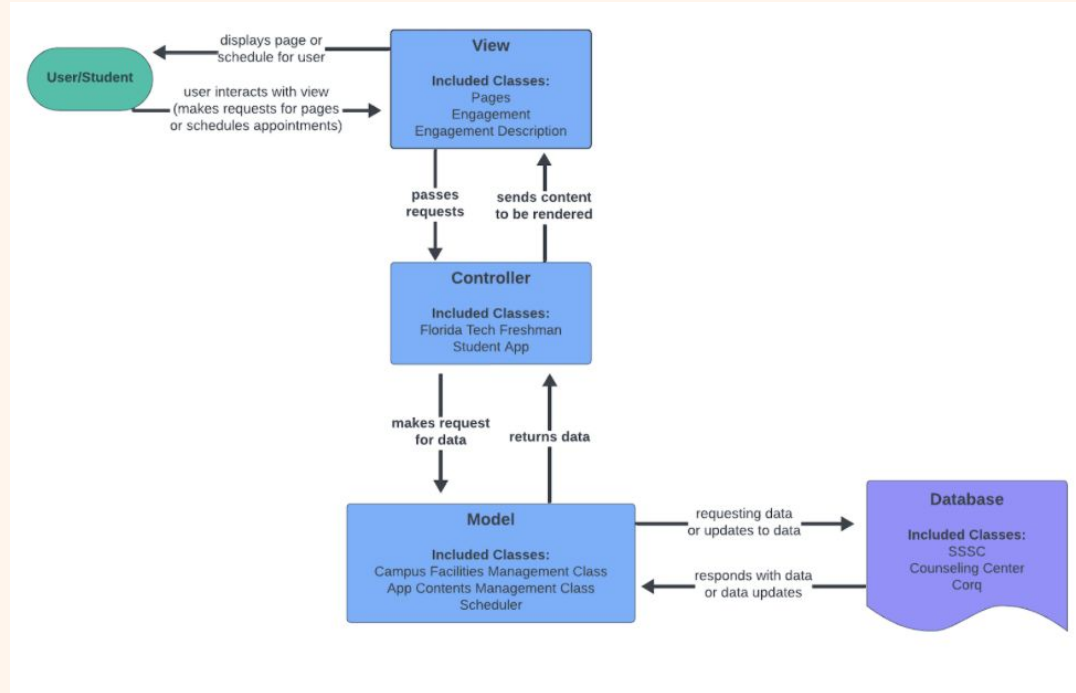 displays page or
schedule for user
User/Student
user interacts with view
(makes requests for pages
or schedules appointments)
View
Included Classes:
Pages
Engagement
Engagement Description
passes
requests
sends content
to be rendered
Controller
Included Classes:
Florida Tech Freshman
Student App
makes request
for data
returns data
Model
Included Classes:
Campus Facilities Management Class
App Contents Management Class
Scheduler
requesting data
or updates to data
responds with data
or data updates
Database
Included Classes:
SSSC
Counseling Center
Corq